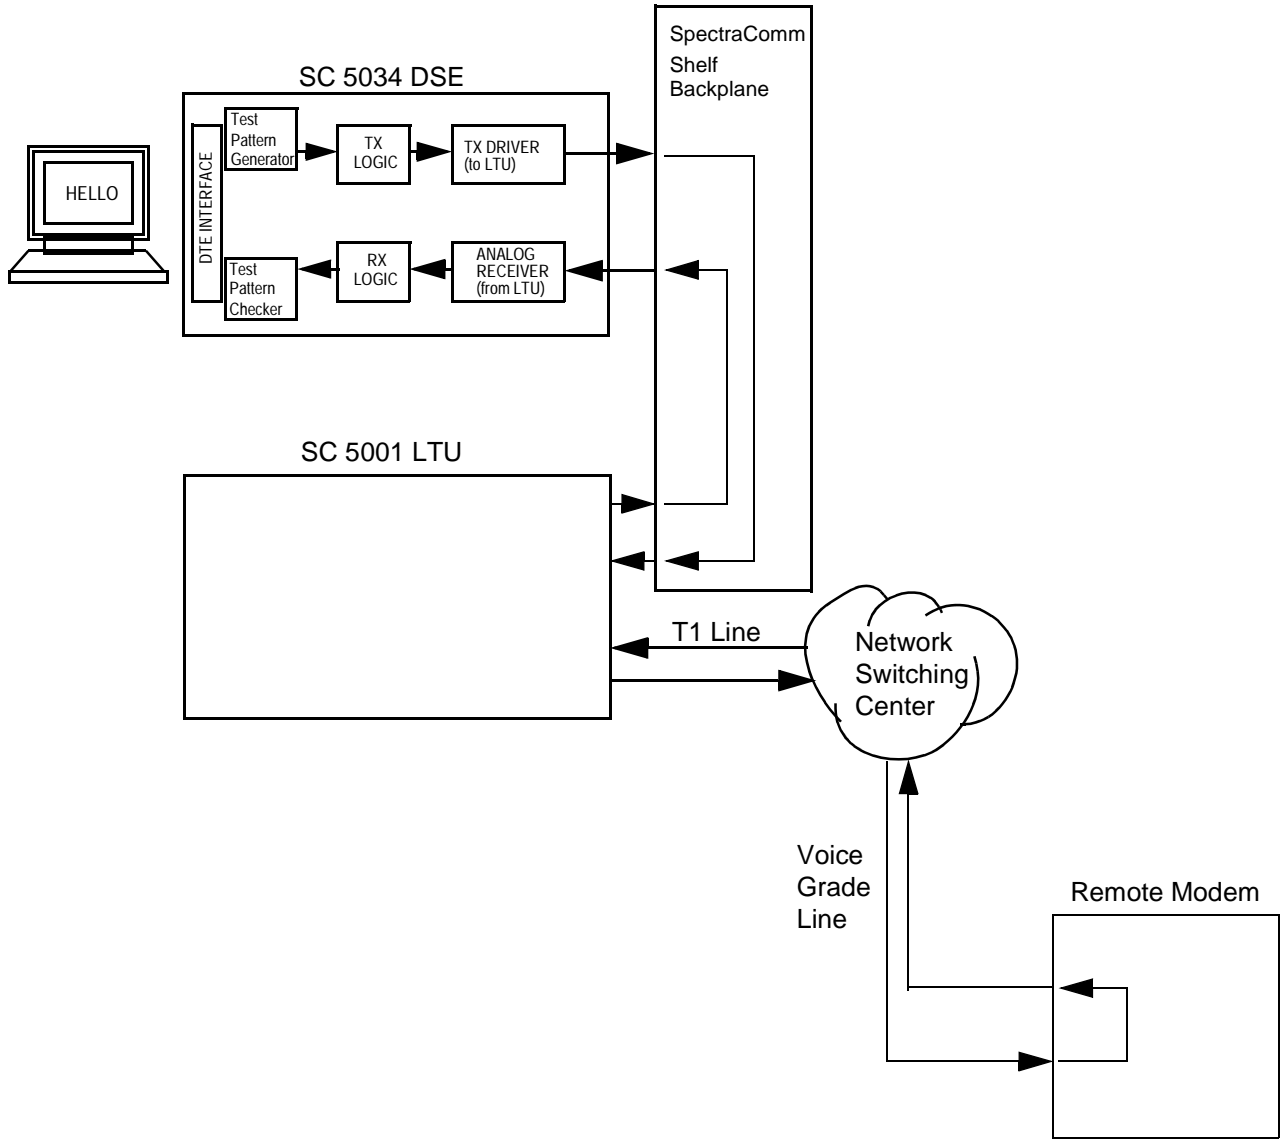 SpectraComm
Shelf
Backplane
SC 5034 DSE
HELLO
DTE INTERFACE
Test
Pattern
Generator
TX
LOGIC
TX DRIVER
(to LTU)
Test
Pattern
Checker
RX
LOGIC
ANALOG
RECEIVER
(from LTU)
SC 5001 LTU
T1 Line
Network
Switching
Center
Voice
Grade
Line
Remote Modem